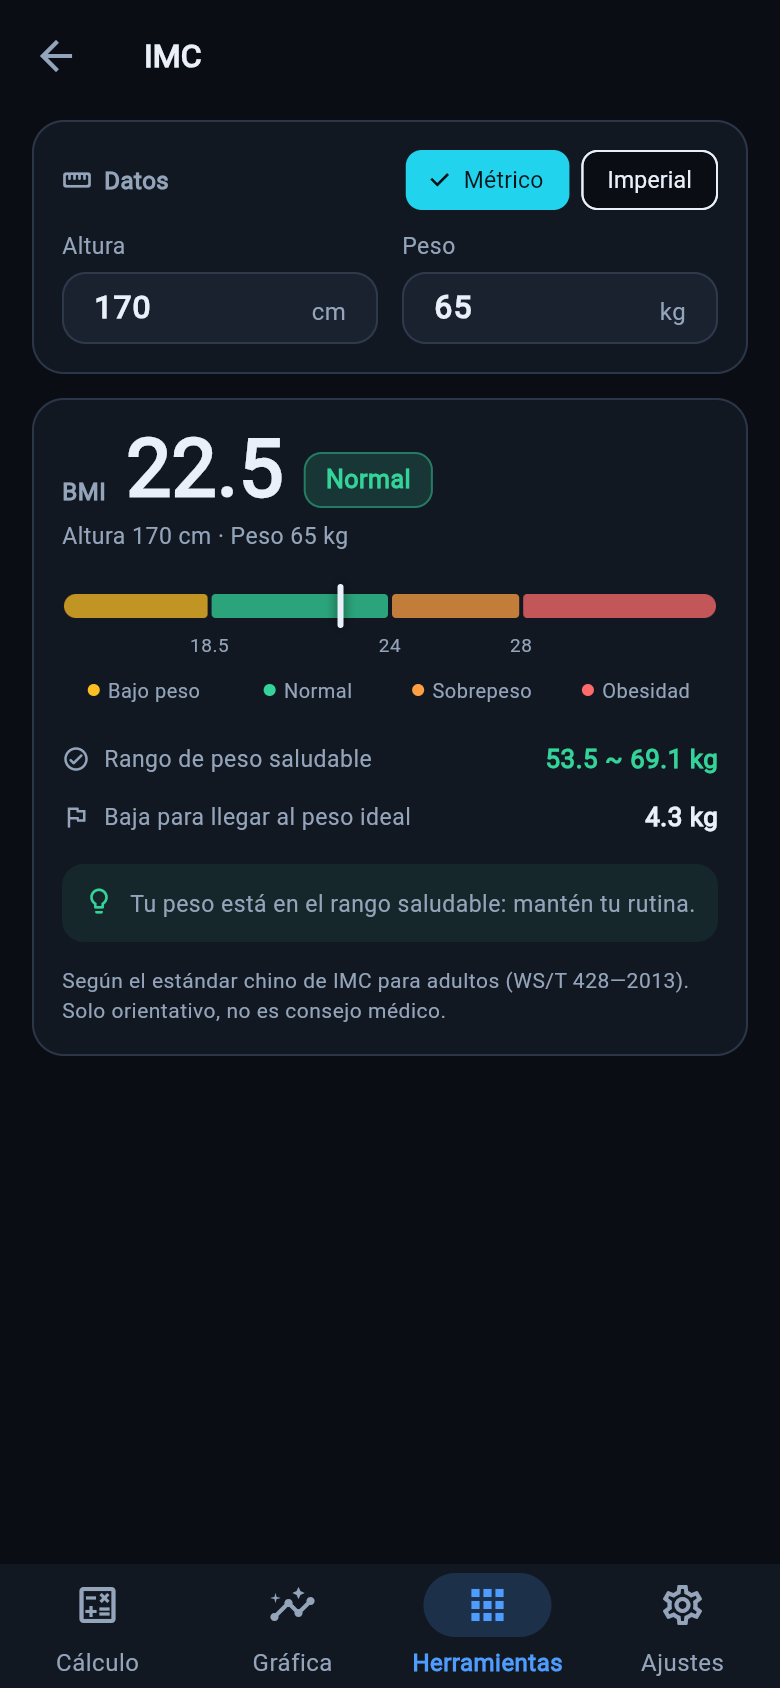 IMC
Datos
Métrico
Imperial
Altura
Peso
170 cm
65 kg
BMI 22.5 Normal
Altura 170 cm · Peso 65 kg
18.5 24 28
Bajo peso Normal Sobrepeso Obesidad
Rango de peso saludable 53.5 ~ 69.1 kg
Baja para llegar al peso ideal 4.3 kg
Tu peso está en el rango saludable: mantén tu rutina.
Según el estándar chino de IMC para adultos (WS/T 428—2013).
Solo orientativo, no es consejo médico.
Cálculo Gráfica Herramientas Ajustes